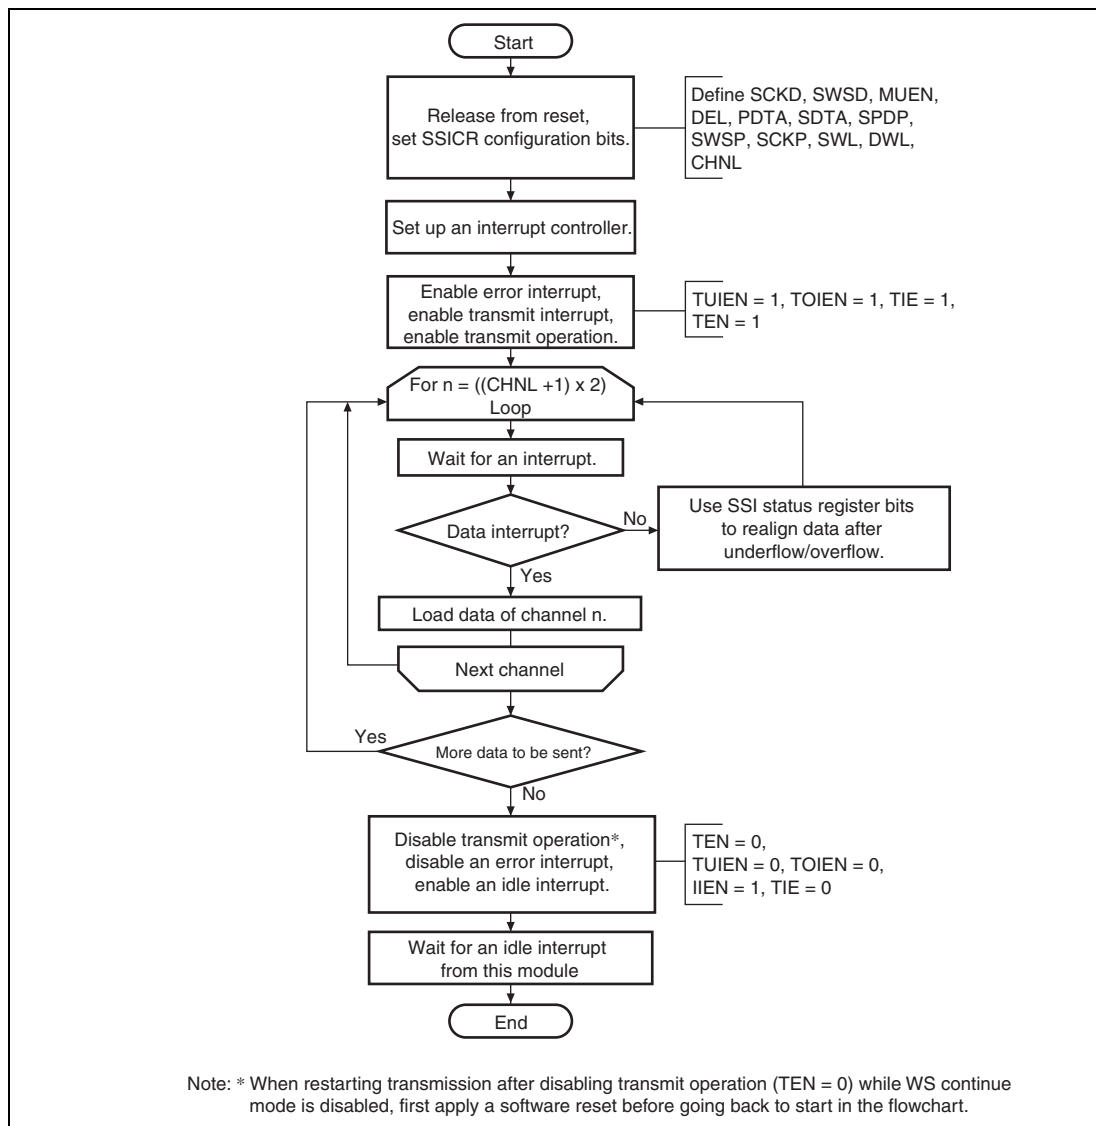 Start
Release from reset,
set SSICR configuration bits.
Define SCKD, SWSD, MUEN,
DEL, PDTA, SDTA, SPDP,
SWSP, SCKP, SWL, DWL,
CHNL
Set up an interrupt controller.
Enable error interrupt,
enable transmit interrupt,
enable transmit operation.
TUIEN = 1, TOIEN = 1, TIE = 1,
TEN = 1
For n = ((CHNL +1) x 2)
Loop
Wait for an interrupt.
Data interrupt?
No
Use SSI status register bits
to realign data after
underflow/overflow.
Yes
Load data of channel n.
Next channel
Yes
More data to be sent?
No
Disable transmit operation*,
disable an error interrupt,
enable an idle interrupt.
TEN = 0,
TUIEN = 0, TOIEN = 0,
IIEN = 1, TIE = 0
Wait for an idle interrupt
from this module
End
Note: * When restarting transmission after disabling transmit operation (TEN = 0) while WS continue
mode is disabled, first apply a software reset before going back to start in the flowchart.